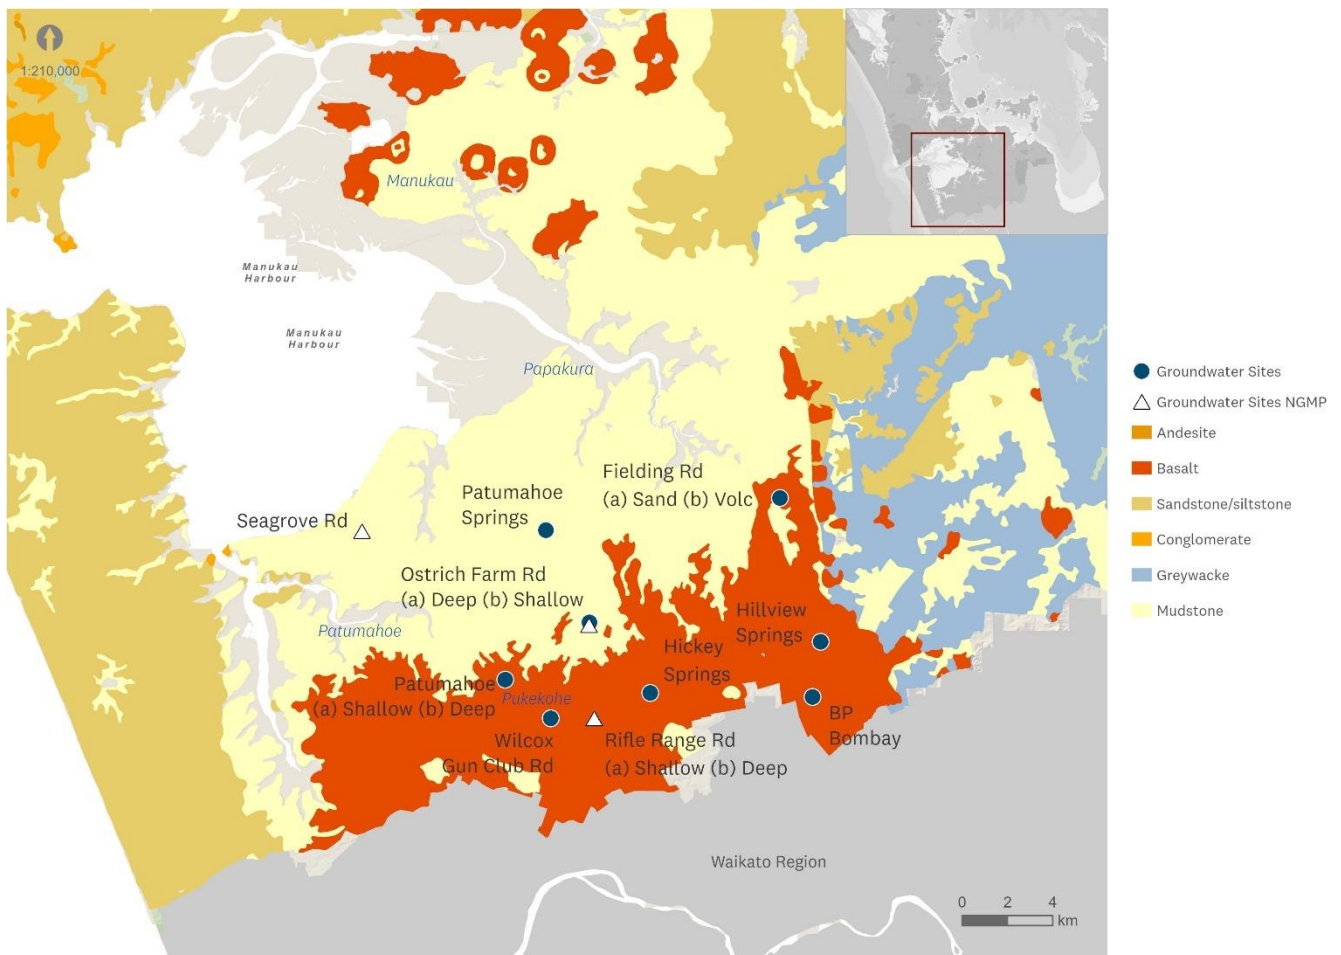 1:210,000
Manukau
Manukau
Harbour
Manukau
Harbour
Papakura
Fielding Rd
(a) Sand (b) Volc
Patumahoe
Springs
Seagrove Rd
Ostrich Farm Rd
(a) Deep (b) Shallow
Patumahoe
Hillview
Springs
Hickey
Springs
Patumahoe
(a) Shallow (b) Deep
Pukekohe
BP
Bombay
Wilcox
Gun Club Rd
Rifle Range Rd
(a) Shallow (b) Deep
Waikato Region
0 2 4
km
Groundwater Sites
Groundwater Sites NGMP
Andesite
Basalt
Sandstone/siltstone
Conglomerate
Greywacke
Mudstone